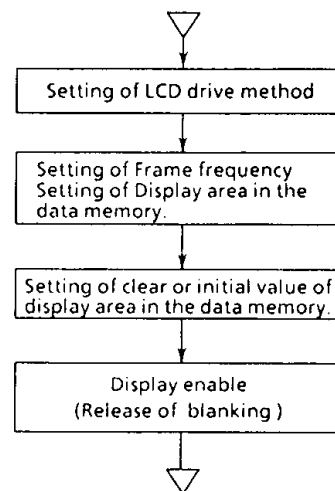 Setting of LCD drive method
Setting of Frame frequency
Setting of Display area in the
data memory.
Setting of clear or initial value of
display area in the data memory.
Display enable
(Release of blanking )